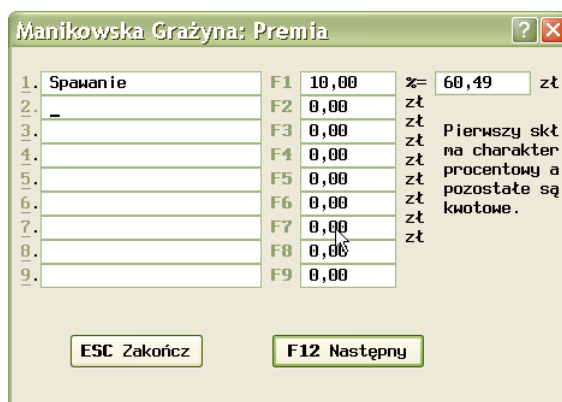 Manikowska Grażyna: Premia
1. Spawanie F1 10,00 %= 60,49 zł
2. _ F2 0,00 zł
3. F3 0,00 zł
4. F4 0,00 zł
5. F5 0,00 zł
6. F6 0,00 zł
7. F7 0,00 zł
8. F8 0,00 zł
9. F9 0,00 zł
Pierwszy skł
ma charakter
procentowy a
pozostałe są
kwotowe.
ESC Zakończ F12 Następny